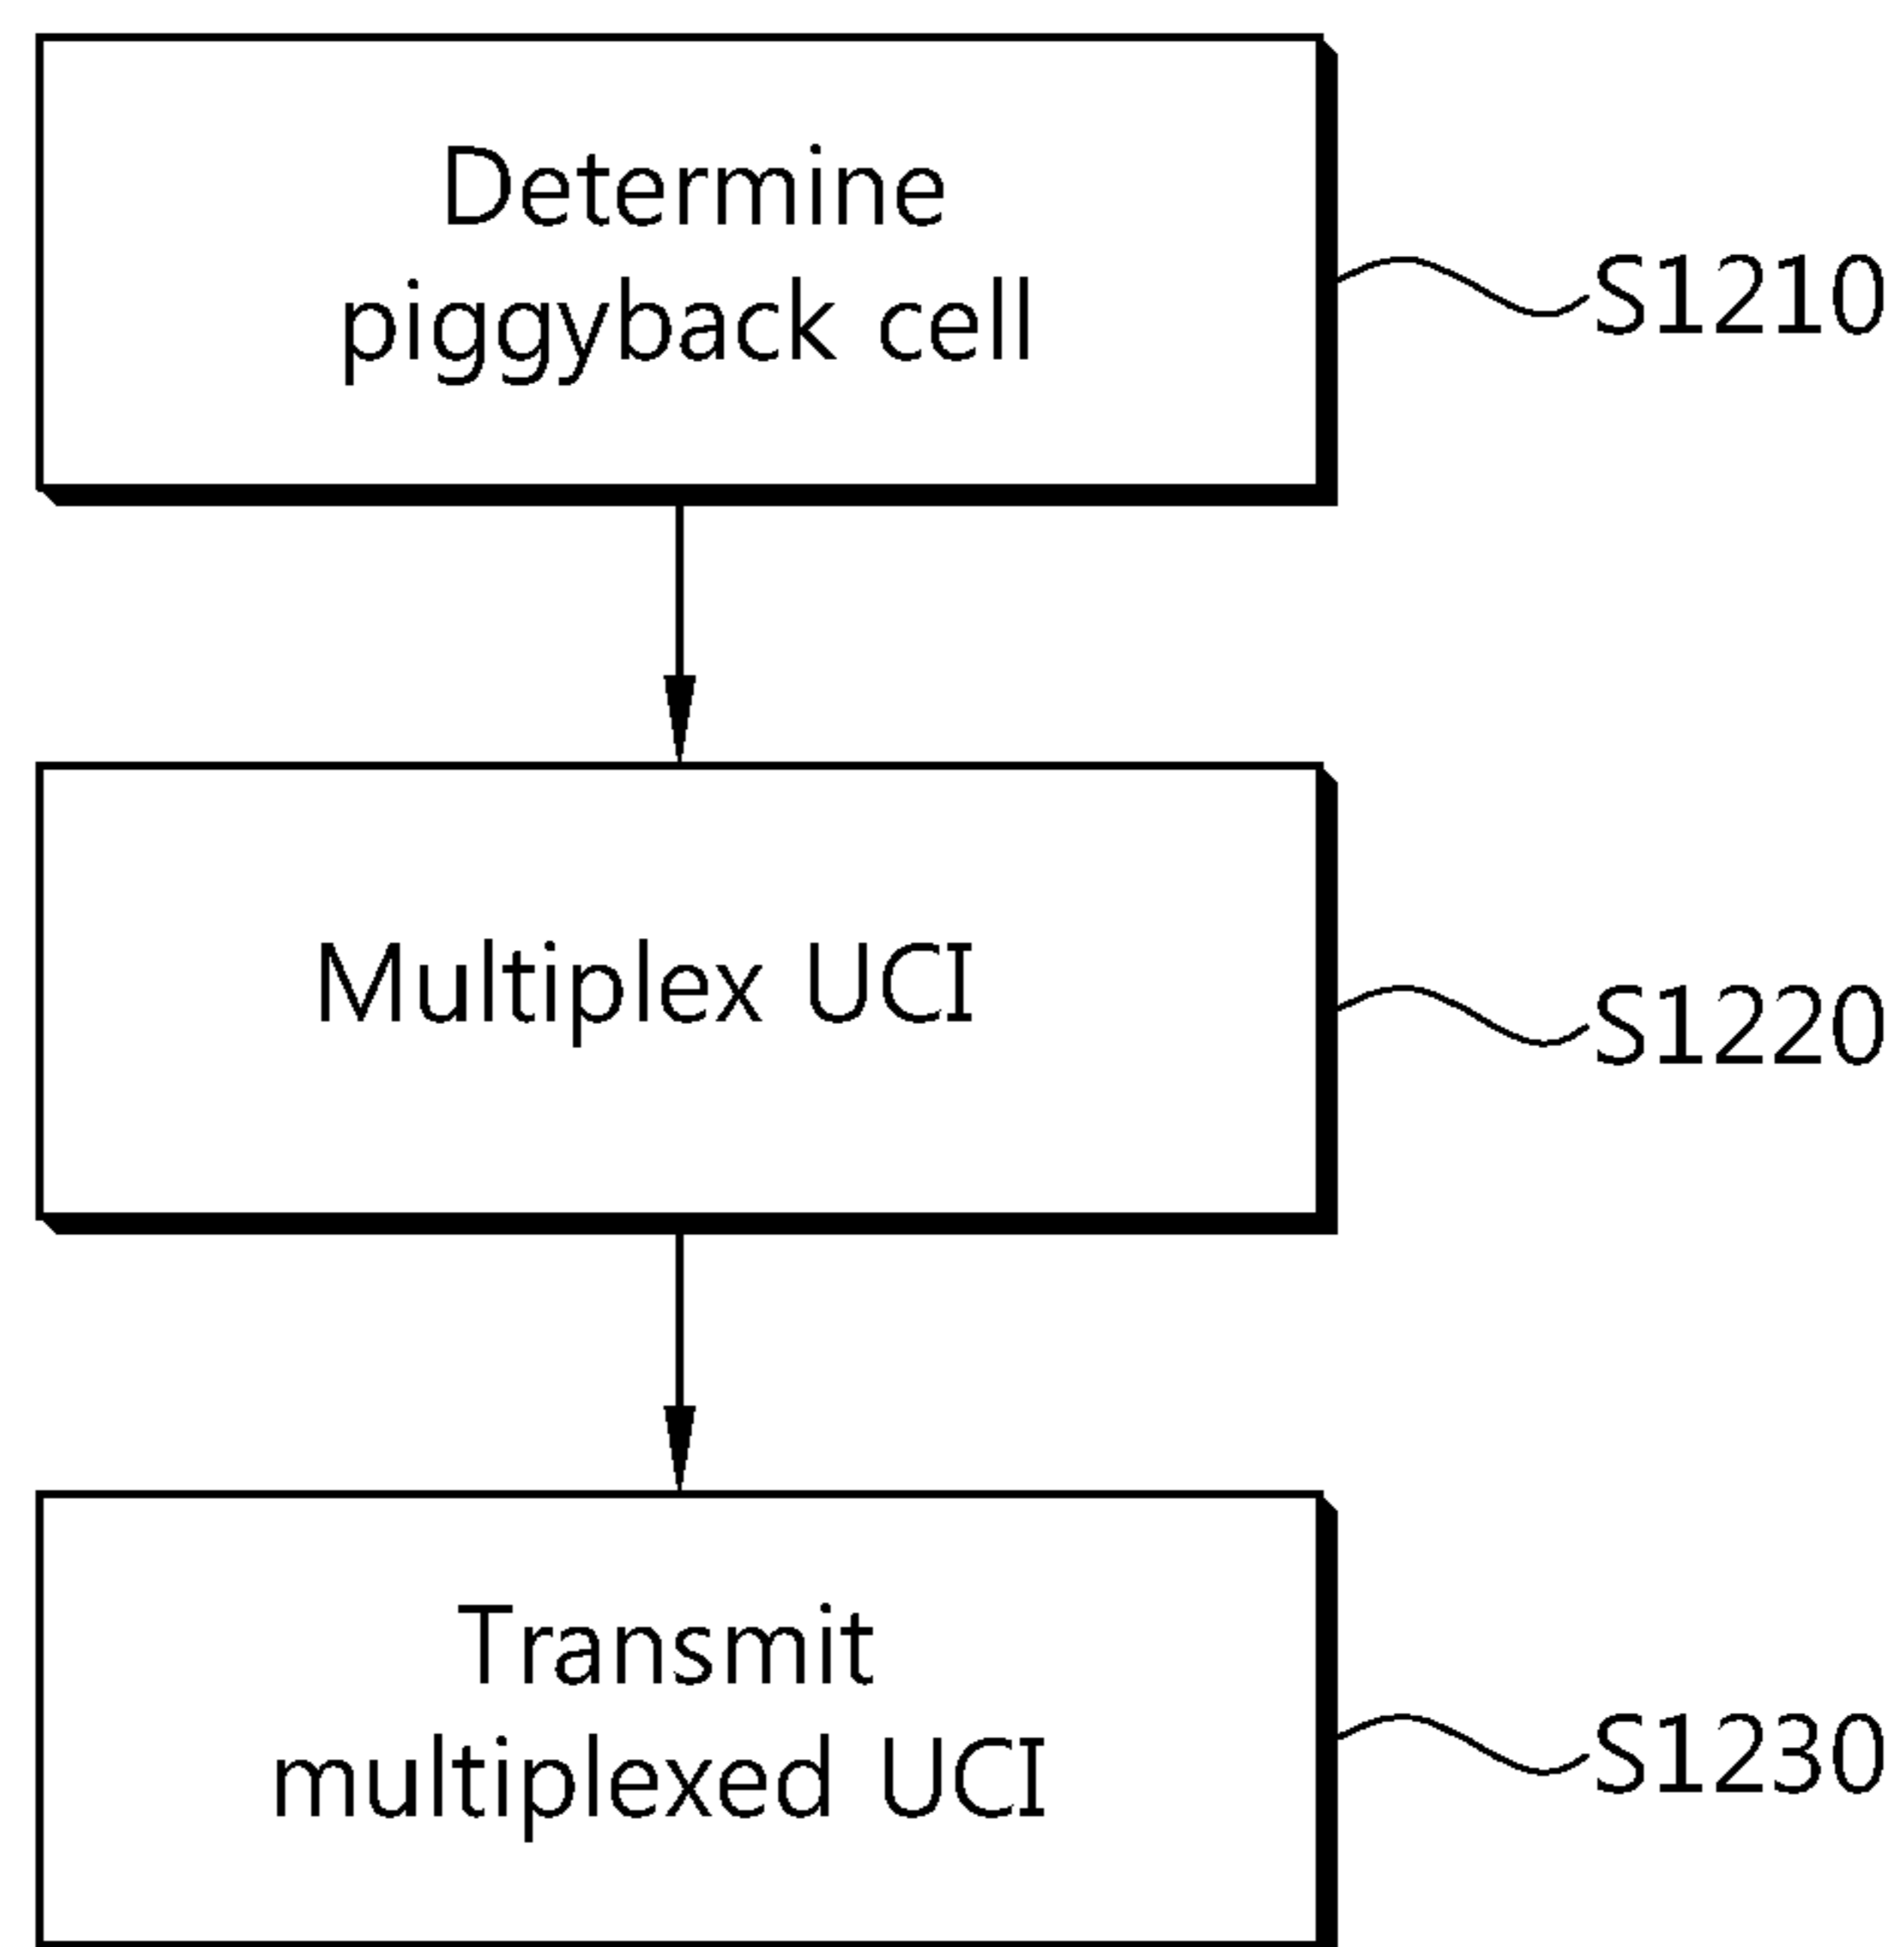 Determine
piggyback cell
S1210
Multiplex UCI
S1220
Transmit
multiplexed UCI
S1230